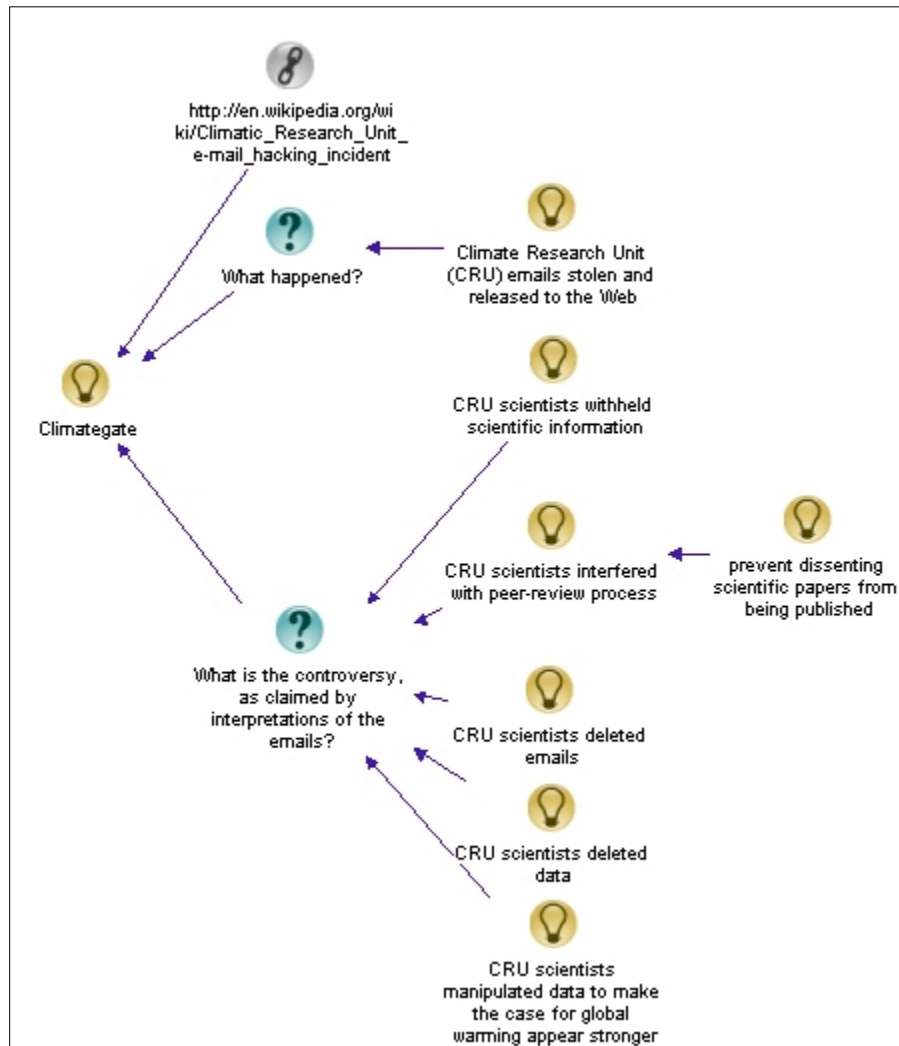 http://en.wikipedia.org/wi
ki/Climatic_Research_Unit_
e-mail_hacking_incident
What happened?
Climate Research Unit
(CRU) emails stolen and
released to the Web
Climategate
CRU scientists withheld
scientific information
CRU scientists interfered
with peer-review process
prevent dissenting
scientific papers from
being published
What is the controversy,
as claimed by
interpretations of the
emails?
CRU scientists deleted
emails
CRU scientists deleted
data
CRU scientists
manipulated data to make
the case for global
warming appear stronger